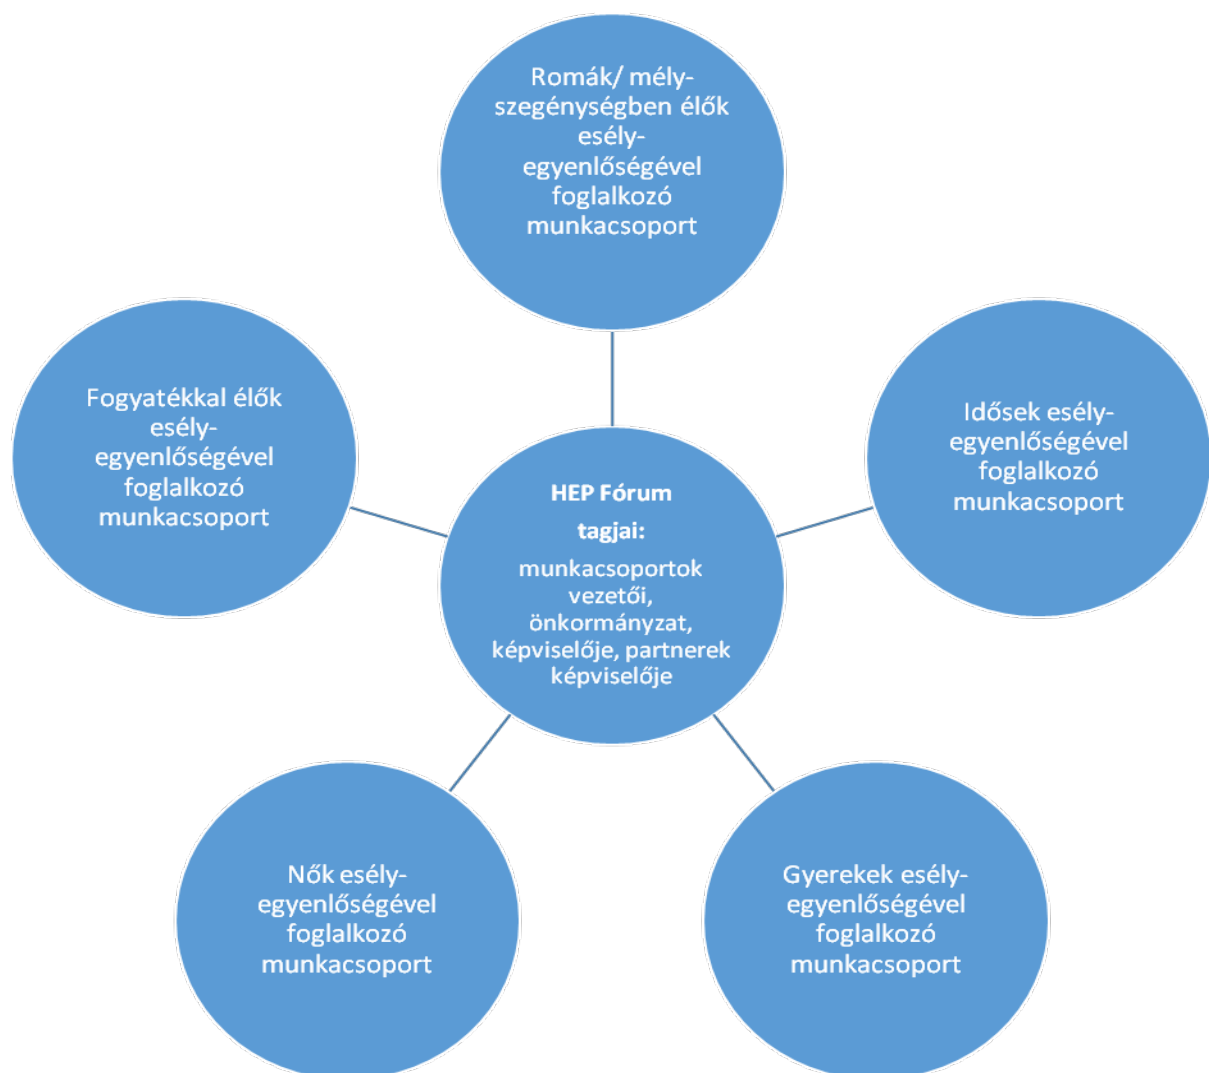 Romák/ mély-
szegénységben élők
esély-
egyenlőségével
foglalkozó
munkacsoport
Fogyatékkal élők
esély-
egyenlőségével
foglalkozó
munkacsoport
Idősek esély-
egyenlőségével
foglalkozó
munkacsoport
HEP Fórum
tagjai:
munkacsoportok
vezetői,
önkormányzat,
képviselője, partnerek
képviselője
Nők esély-
egyenlőségével
foglalkozó
munkacsoport
Gyerekek esély-
egyenlőségével
foglalkozó
munkacsoport